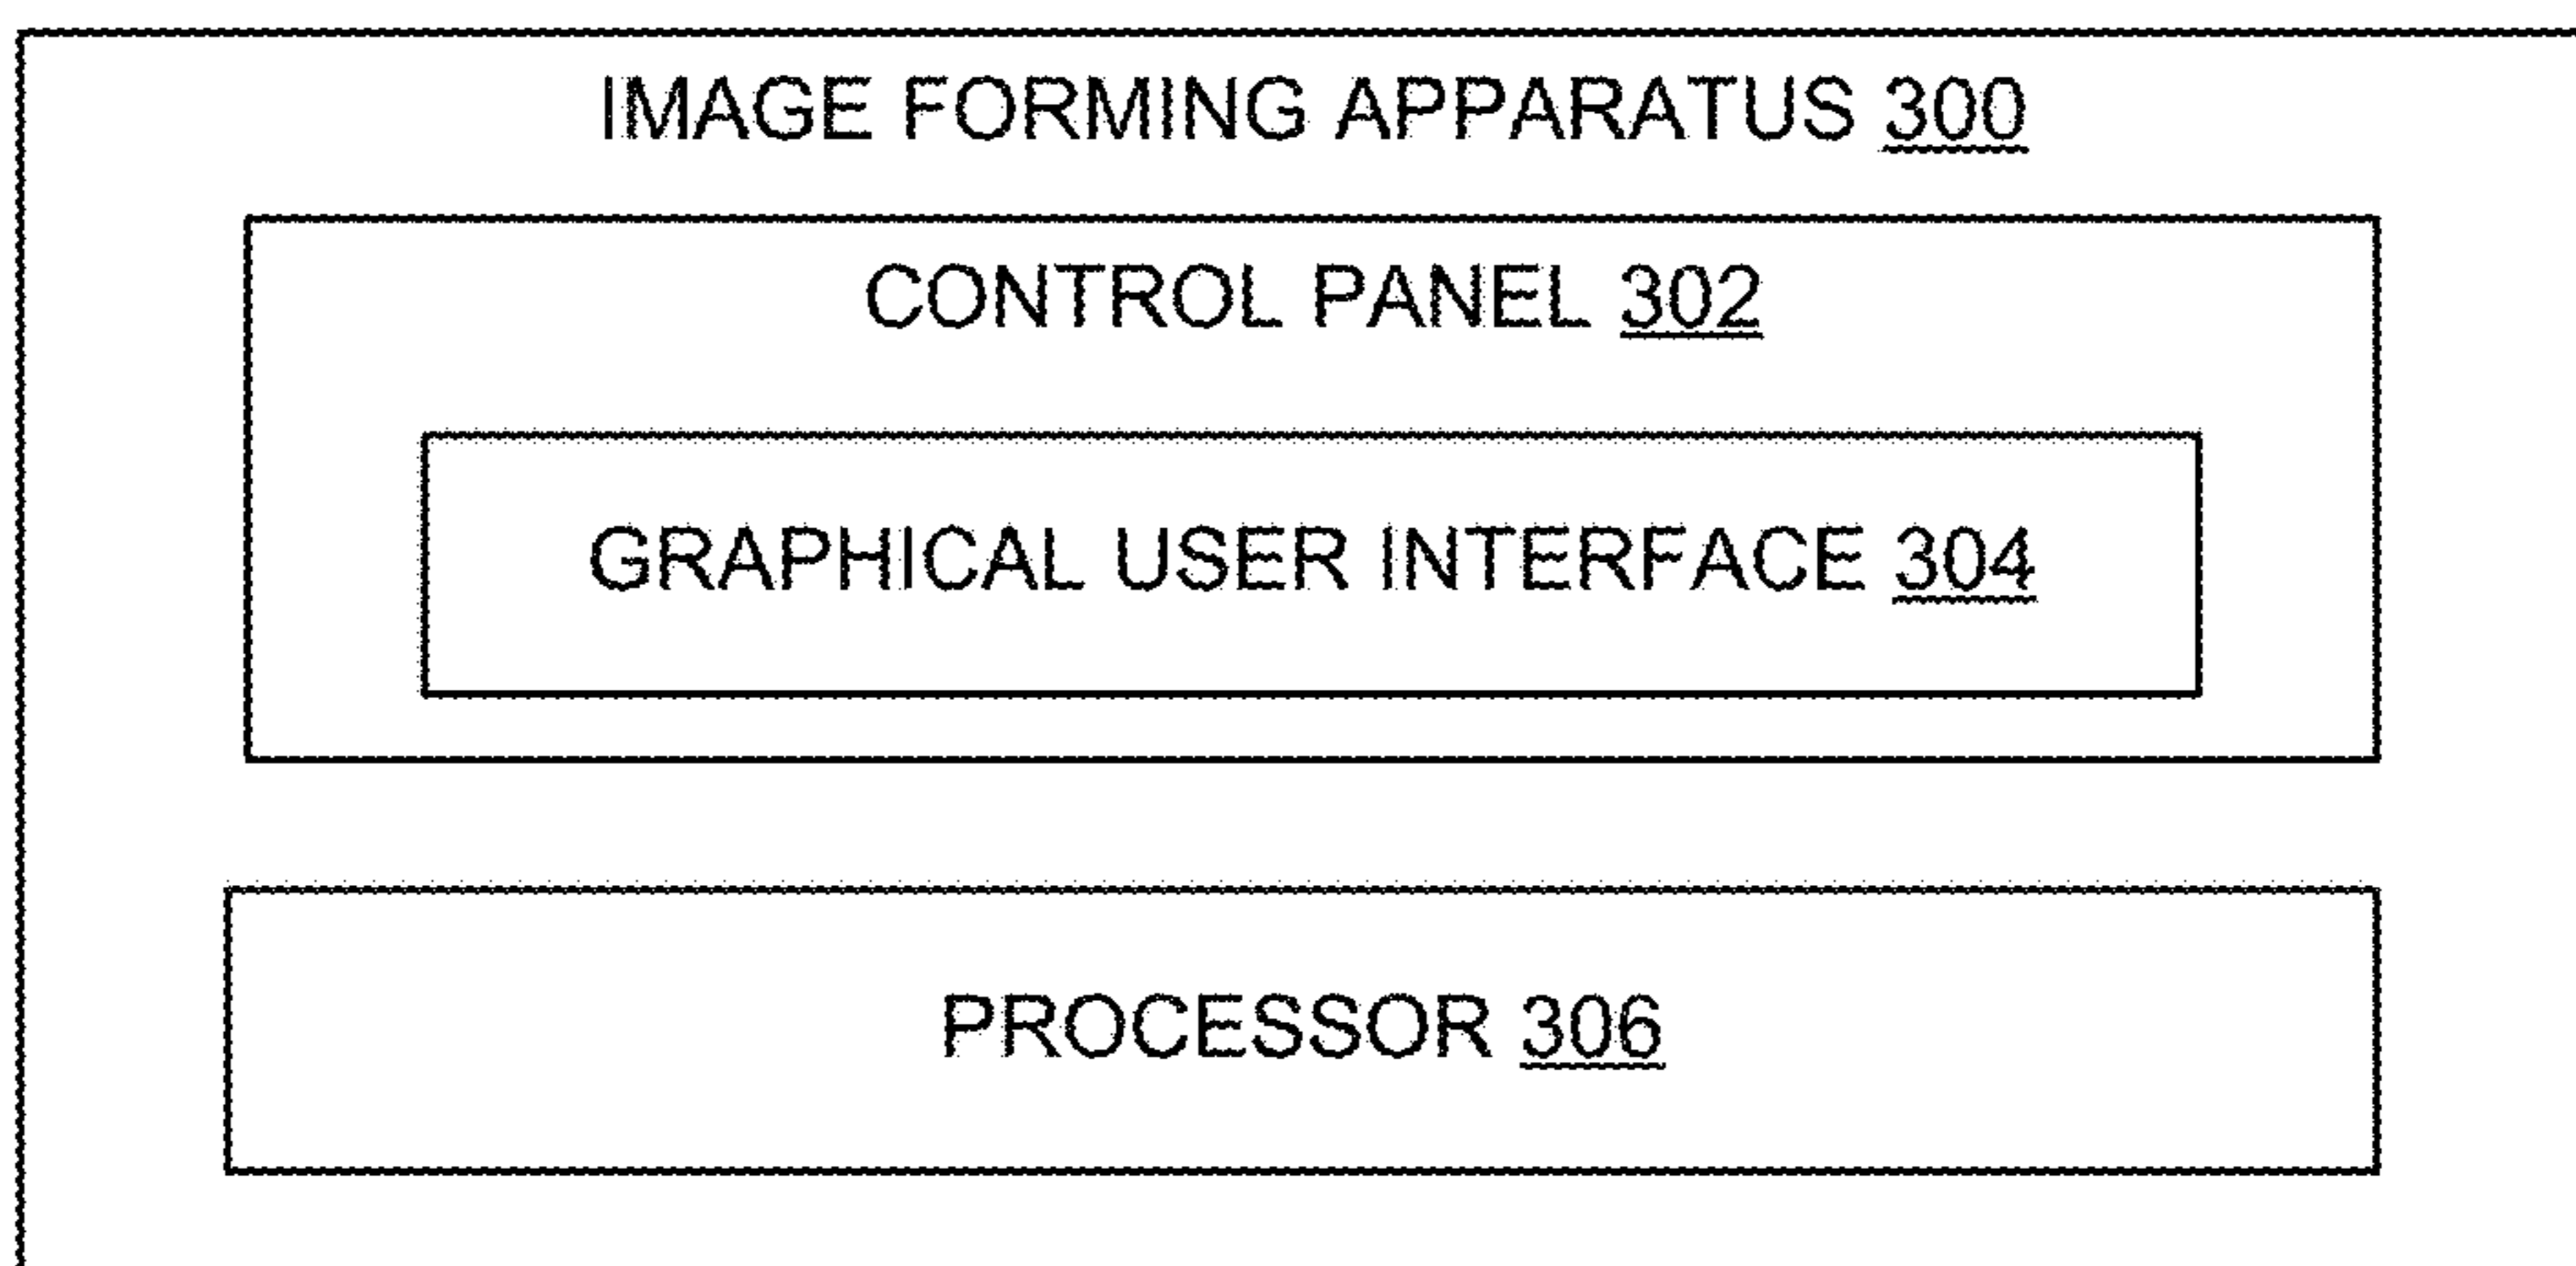 IMAGE FORMING APPARATUS 300
CONTROL PANEL 302
GRAPHICAL USER INTERFACE 304
PROCESSOR 306